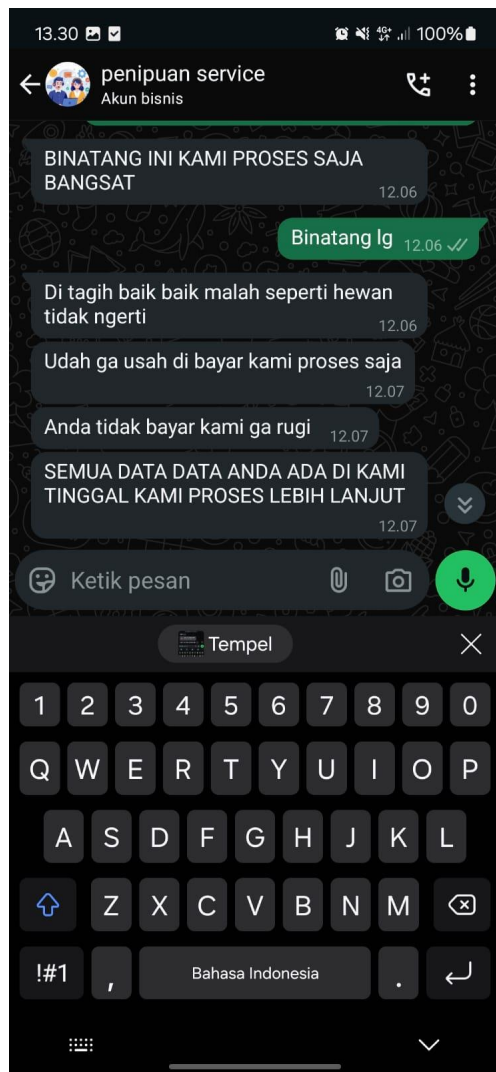 13.30
4G+
100%
penipuan service
Akun bisnis
BINATANG INI KAMI PROSES SAJA
BANGSAT
12.06
Binatang lg 12.06
Di tagih baik baik malah seperti hewan
tidak ngerti
12.06
Udah ga usah di bayar kami proses saja
12.07
Anda tidak bayar kami ga rugi 12.07
SEMUA DATA DATA ANDA ADA DI KAMI
TINGGAL KAMI PROSES LEBIH LANJUT
12.07
Ketik pesan
Tempel
1 2 3 4 5 6 7 8 9 0
Q W E R T Y U I O P
A S D F G H J K L
Z X C V B N M
!#1 , Bahasa Indonesia .